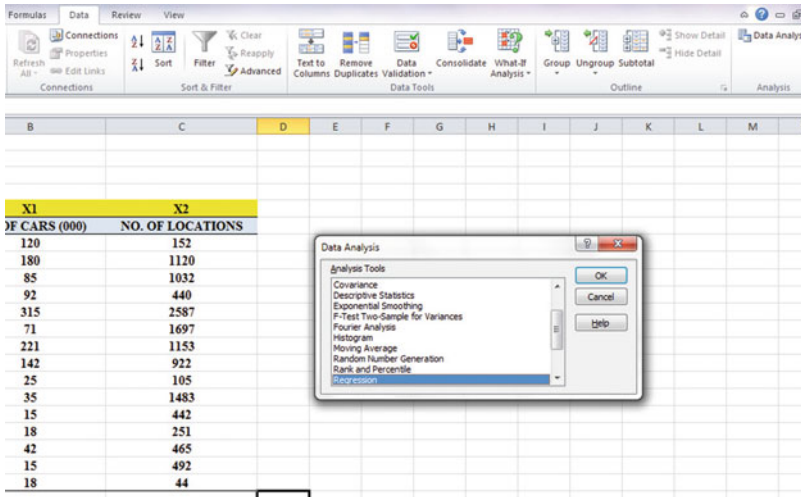 Formulas Data Review View
Connections
Properties
Edit Links
Refresh
All
Connections
Sort
Filter
Clear
Reapply
Advanced
Sort & Filter
Text to
Columns
Remove
Duplicates
Data
Validation
Consolidate
What-If
Analysis
Data Tools
Group
Ungroup
Subtotal
Show Detail
Hide Detail
Outline
Data Analys
Analysis
B C D E F G H I J K L M
X1 X2
OF CARS (000) NO. OF LOCATIONS
120 152
180 1120
85 1032
92 440
315 2587
71 1697
221 1153
142 922
25 105
35 1483
15 442
18 251
42 465
15 492
18 44
Data Analysis
Analysis Tools
Covariance
Descriptive Statistics
Exponential Smoothing
F-Test Two-Sample for Variances
Fourier Analysis
Histogram
Moving Average
Random Number Generation
Rank and Percentile
Regression
OK
Cancel
Help